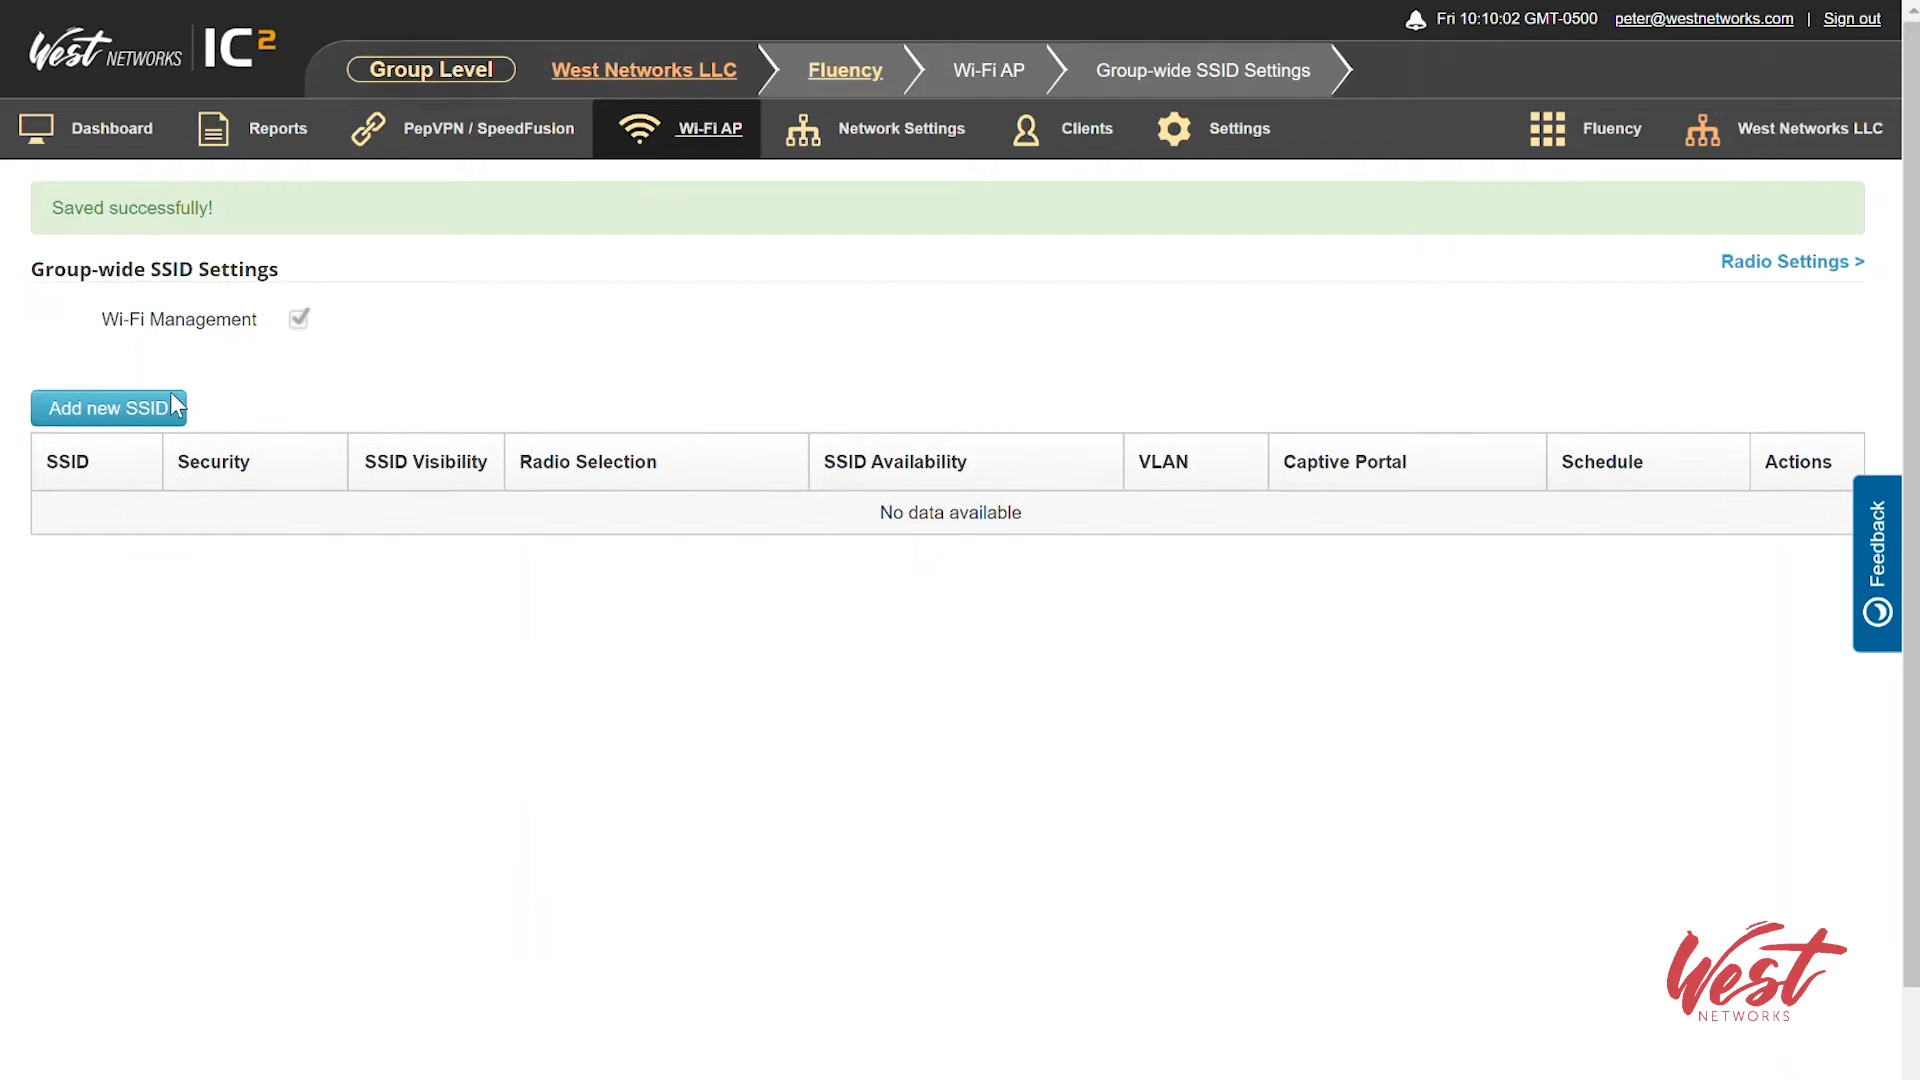 West NETWORKS IC2
Fri 10:10:02 GMT-0500 peter@westnetworks.com | Sign out
Group Level West Networks LLC Fluency Wi-Fi AP Group-wide SSID Settings
Dashboard Reports PepVPN / SpeedFusion Wi-Fi AP Network Settings Clients Settings Fluency West Networks LLC
Saved successfully!
Group-wide SSID Settings
Radio Settings >
Wi-Fi Management
Add new SSID
SSID Security SSID Visibility Radio Selection SSID Availability VLAN Captive Portal Schedule Actions
No data available
Feedback
West
NETWORKS